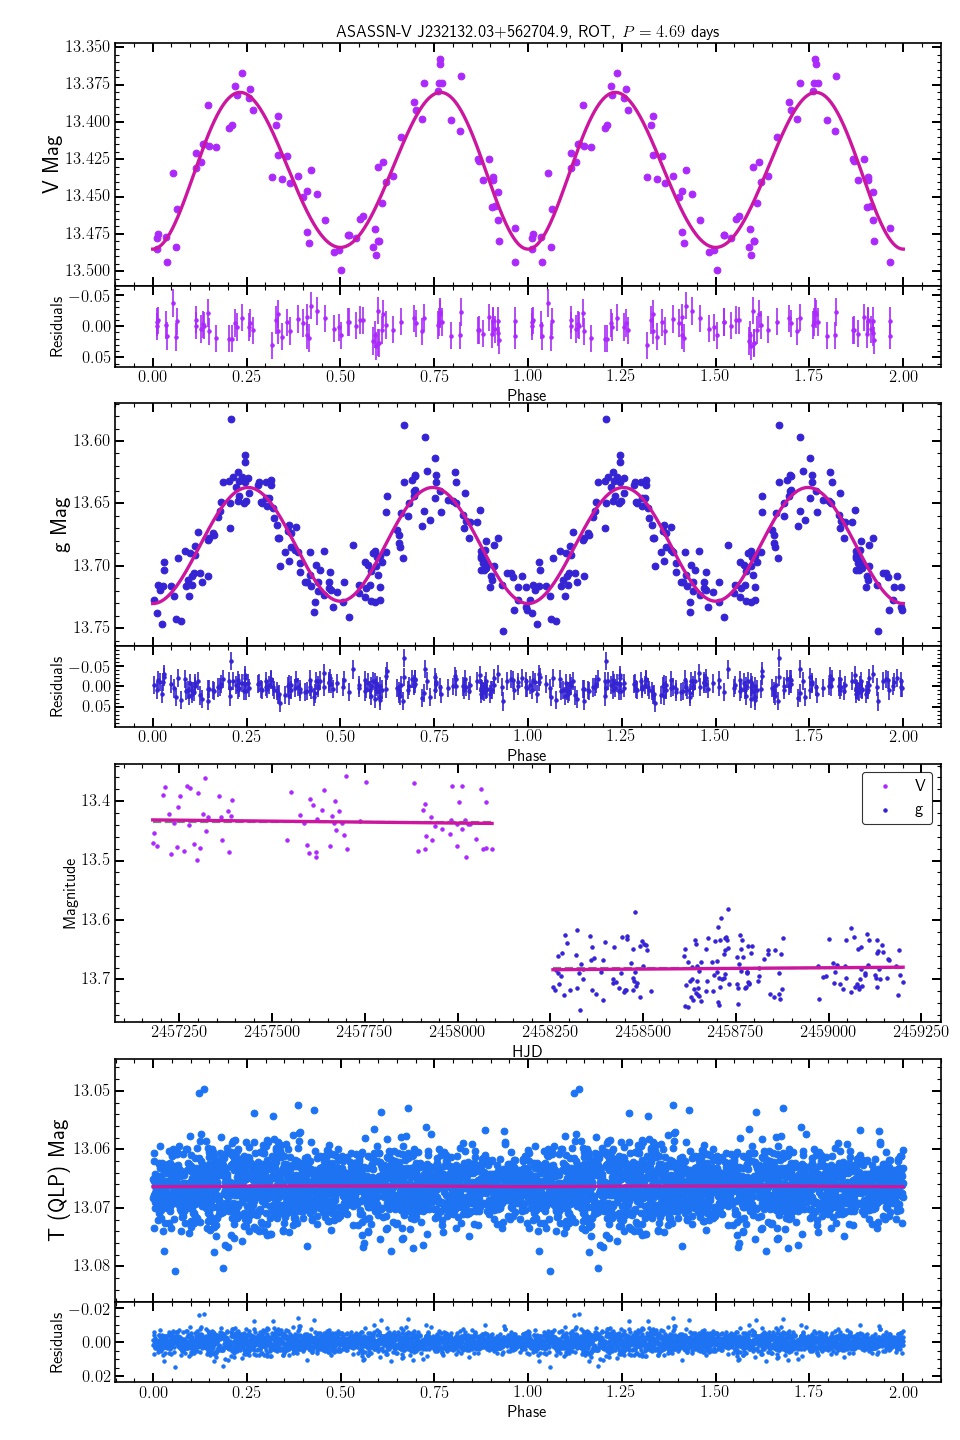 ASASSN-V J232132.03+562704.9, ROT, P = 4.69 days
V Mag
13.350
13.375
13.400
13.425
13.450
13.475
13.500
Residuals
−0.05
0.00
0.05
0.00 0.25 0.50 0.75 1.00 1.25 1.50 1.75 2.00
Phase
g Mag
13.60
13.65
13.70
13.75
Residuals
−0.05
0.00
0.05
0.00 0.25 0.50 0.75 1.00 1.25 1.50 1.75 2.00
Phase
Magnitude
13.4
13.5
13.6
13.7
V
g
2457250 2457500 2457750 2458000 2458250 2458500 2458750 2459000 2459250
HJD
T (QLP) Mag
13.05
13.06
13.07
13.08
Residuals
−0.02
0.00
0.02
0.00 0.25 0.50 0.75 1.00 1.25 1.50 1.75 2.00
Phase